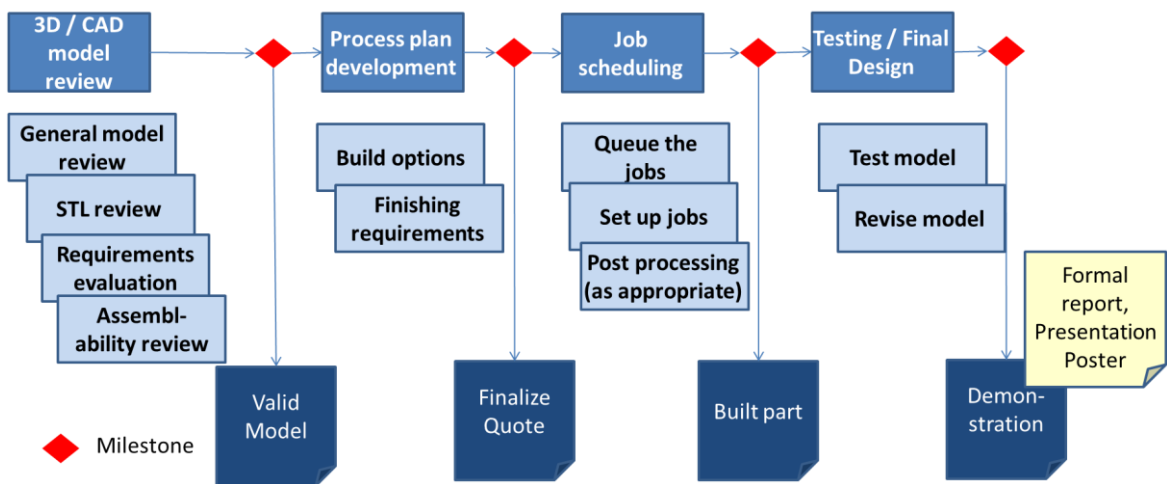 3D / CAD
model
review
Process plan
development
Job
scheduling
Testing / Final
Design
General model
review
STL review
Requirements
evaluation
Assembl-
ability review
Build options
Finishing
requirements
Queue the
jobs
Set up jobs
Post processing
(as appropriate)
Test model
Revise model
Formal
report,
Presentation
Poster
Valid
Model
Finalize
Quote
Built part
Demon-
stration
Milestone